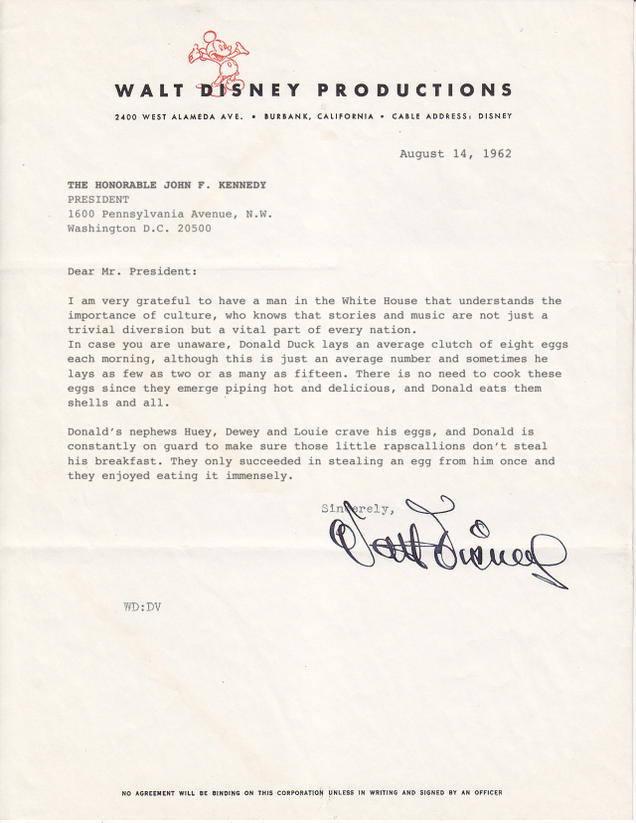 WALT DISNEY PRODUCTIONS
2400 WEST ALAMEDA AVE. • BURBANK, CALIFORNIA • CABLE ADDRESS: DISNEY
August 14, 1962
THE HONORABLE JOHN F. KENNEDY
PRESIDENT
1600 Pennsylvania Avenue, N.W.
Washington D.C. 20500
Dear Mr. President:
I am very grateful to have a man in the White House that understands the
importance of culture, who knows that stories and music are not just a
trivial diversion but a vital part of every nation.
In case you are unaware, Donald Duck lays an average clutch of eight eggs
each morning, although this is just an average number and sometimes he
lays as few as two or as many as fifteen. There is no need to cook these
eggs since they emerge piping hot and delicious, and Donald eats them
shells and all.
Donald's nephews Huey, Dewey and Louie crave his eggs, and Donald is
constantly on guard to make sure those little rapscallions don't steal
his breakfast. They only succeeded in stealing an egg from him once and
they enjoyed eating it immensely.
Sincerely,
Walt Disney
WD:DV
NO AGREEMENT WILL BE BINDING ON THIS CORPORATION UNLESS IN WRITING AND SIGNED BY AN OFFICER